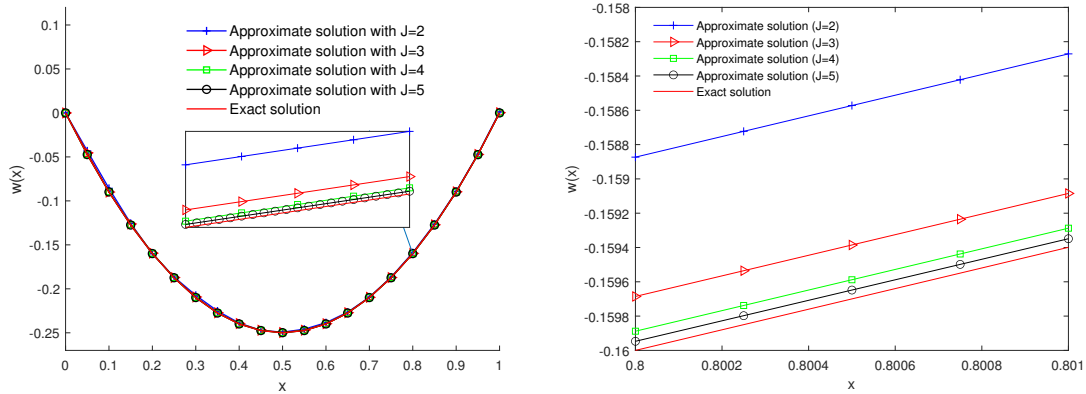 0.1
0.05
0
-0.05
-0.1
-0.15
-0.2
-0.25
w(x)
Approximate solution with J=2
Approximate solution with J=3
Approximate solution with J=4
Approximate solution with J=5
Exact solution
0 0.1 0.2 0.3 0.4 0.5 0.6 0.7 0.8 0.9 1
x
-0.158
-0.1582
-0.1584
-0.1586
-0.1588
-0.159
-0.1592
-0.1594
-0.1596
-0.1598
-0.16
w(x)
Approximate solution (J=2)
Approximate solution (J=3)
Approximate solution (J=4)
Approximate solution (J=5)
Exact solution
0.8 0.8002 0.8004 0.8006 0.8008 0.801
x